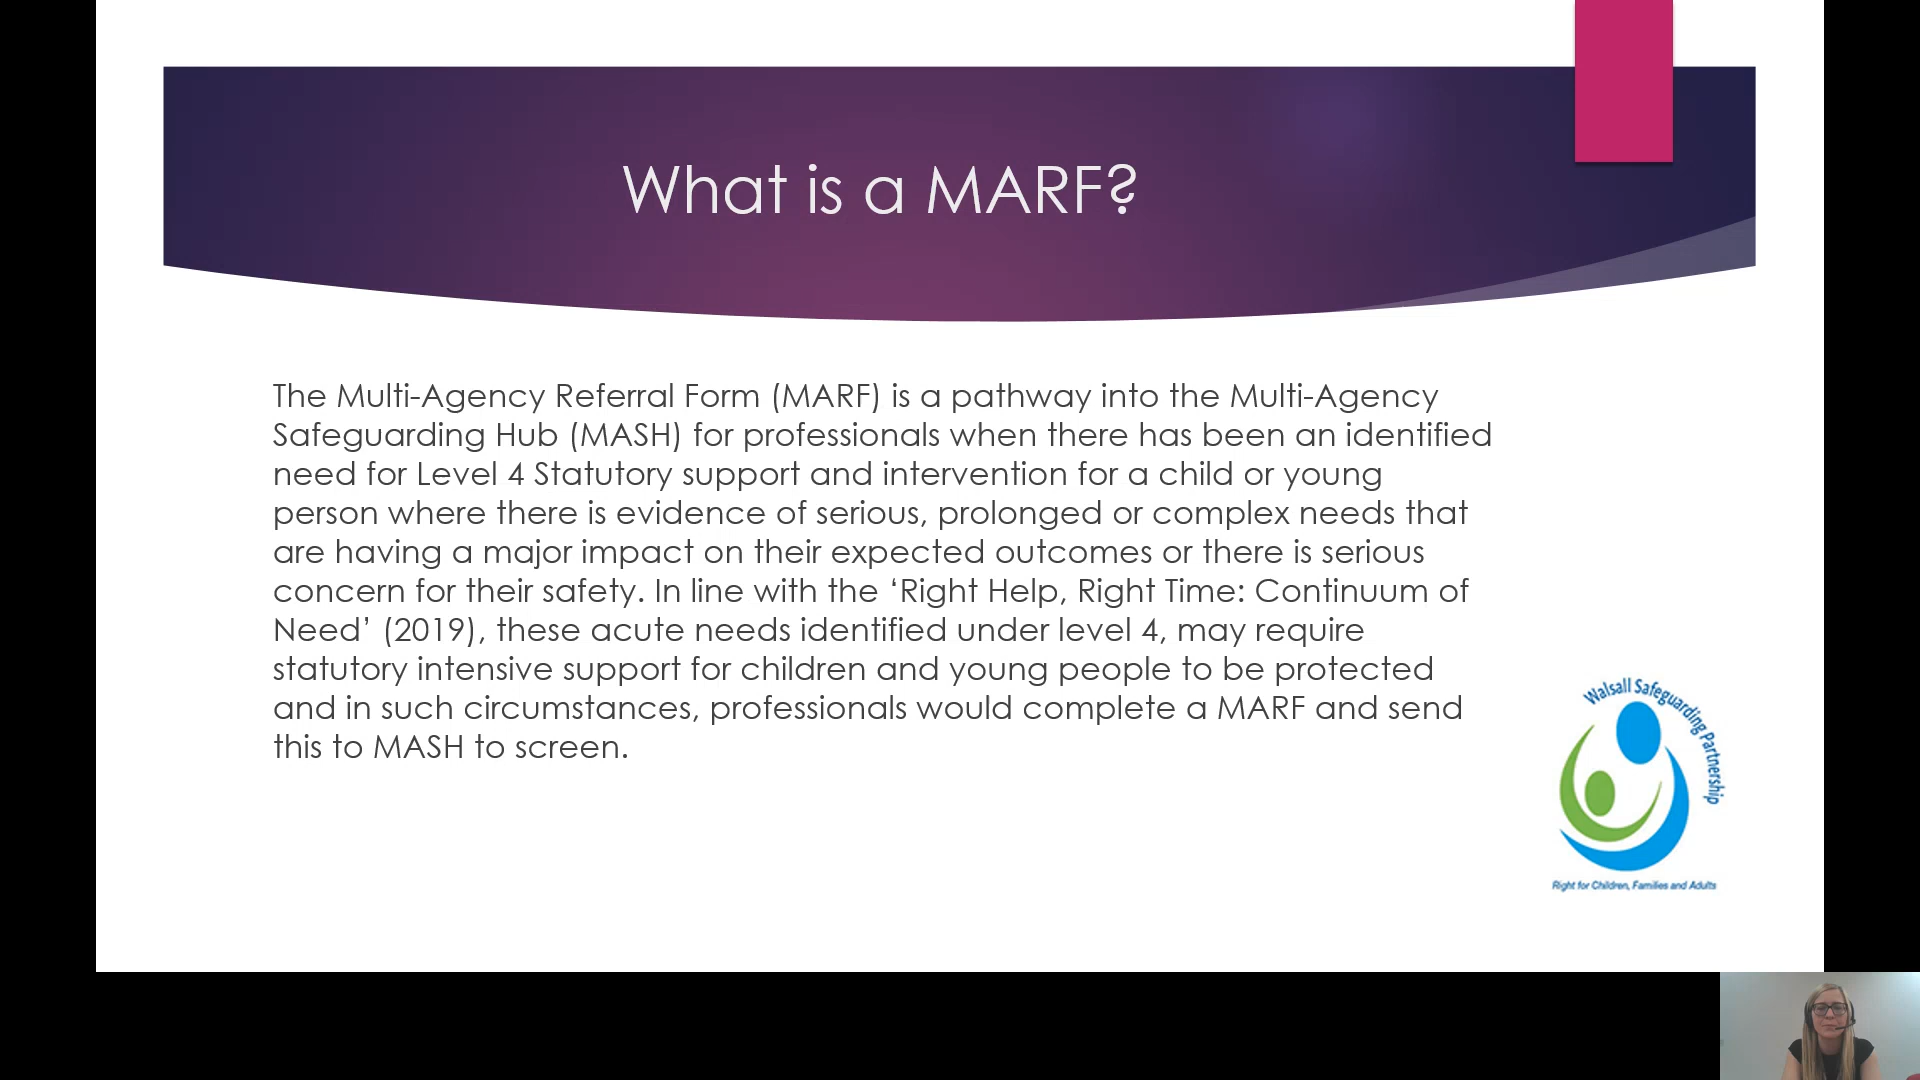 What is a MARF?
The Multi-Agency Referral Form (MARF) is a pathway into the Multi-Agency
Safeguarding Hub (MASH) for professionals when there has been an identified
need for Level 4 Statutory support and intervention for a child or young
person where there is evidence of serious, prolonged or complex needs that
are having a major impact on their expected outcomes or there is serious
concern for their safety. In line with the ‘Right Help, Right Time: Continuum of
Need’ (2019), these acute needs identified under level 4, may require
statutory intensive support for children and young people to be protected
and in such circumstances, professionals would complete a MARF and send
this to MASH to screen.
Walsall Safeguarding Partnership
Right for Children, Families and Adults